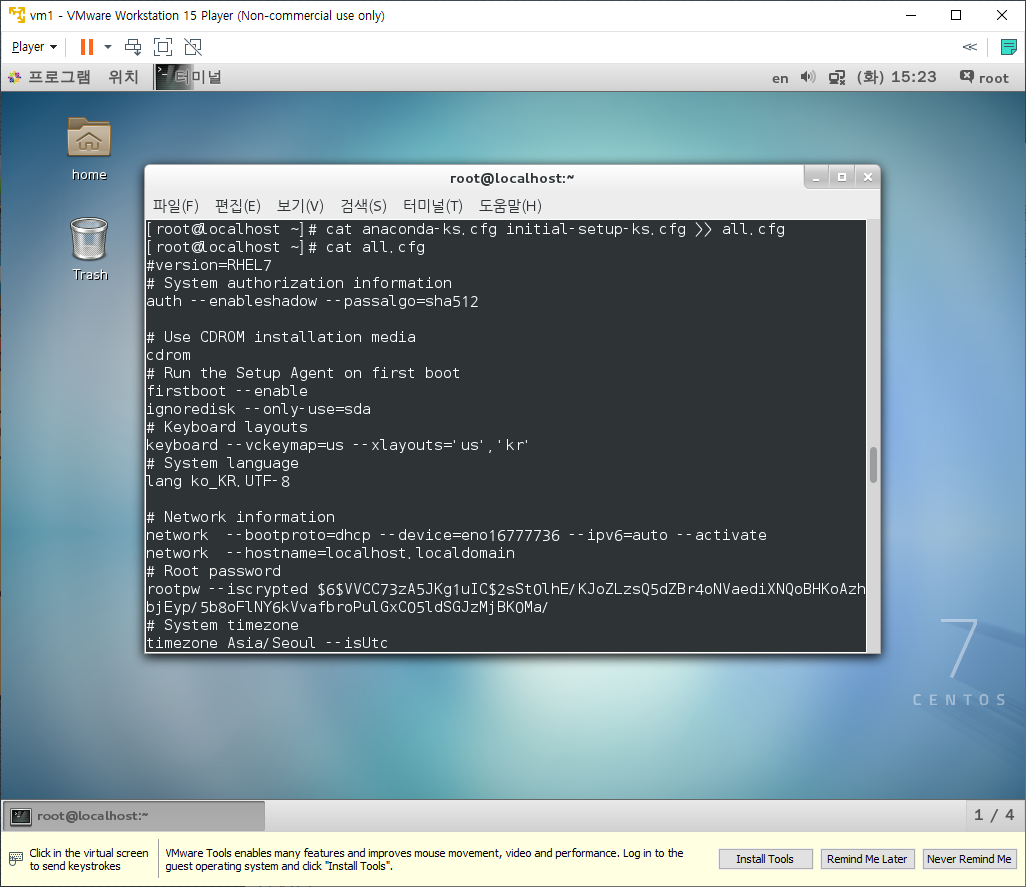 vm1 - VMware Workstation 15 Player (Non-commercial use only)
Player
프로그램 위치 터미널 en (화) 15:23 root
home
Trash
root@localhost:~
파일(F) 편집(E) 보기(V) 검색(S) 터미널(T) 도움말(H)
[root@localhost ~]# cat anaconda-ks.cfg initial-setup-ks.cfg >> all.cfg
[root@localhost ~]# cat all.cfg
#version=RHEL7
# System authorization information
auth --enableshadow --passalgo=sha512
# Use CDROM installation media
cdrom
# Run the Setup Agent on first boot
firstboot --enable
ignoredisk --only-use=sda
# Keyboard layouts
keyboard --vckeymap=us --xlayouts='us','kr'
# System language
lang ko_KR.UTF-8
# Network information
network  --bootproto=dhcp --device=eno16777736 --ipv6=auto --activate
network  --hostname=localhost.localdomain
# Root password
rootpw --iscrypted $6$VVCC73zA5JKg1uIC$2sStOlhE/KJoZLzsQ5dZBr4oNVaediXNQoBHKoAzh
bjEyp/5b8oFlNY6kVvafbroPulGxCO5ldSGJzMjBKOMa/
# System timezone
timezone Asia/Seoul --isUtc
7
CENTOS
root@localhost:~ 1 / 4
Click in the virtual screen
to send keystrokes
VMware Tools enables many features and improves mouse movement, video and performance. Log in to the
guest operating system and click "Install Tools".
Install Tools Remind Me Later Never Remind Me